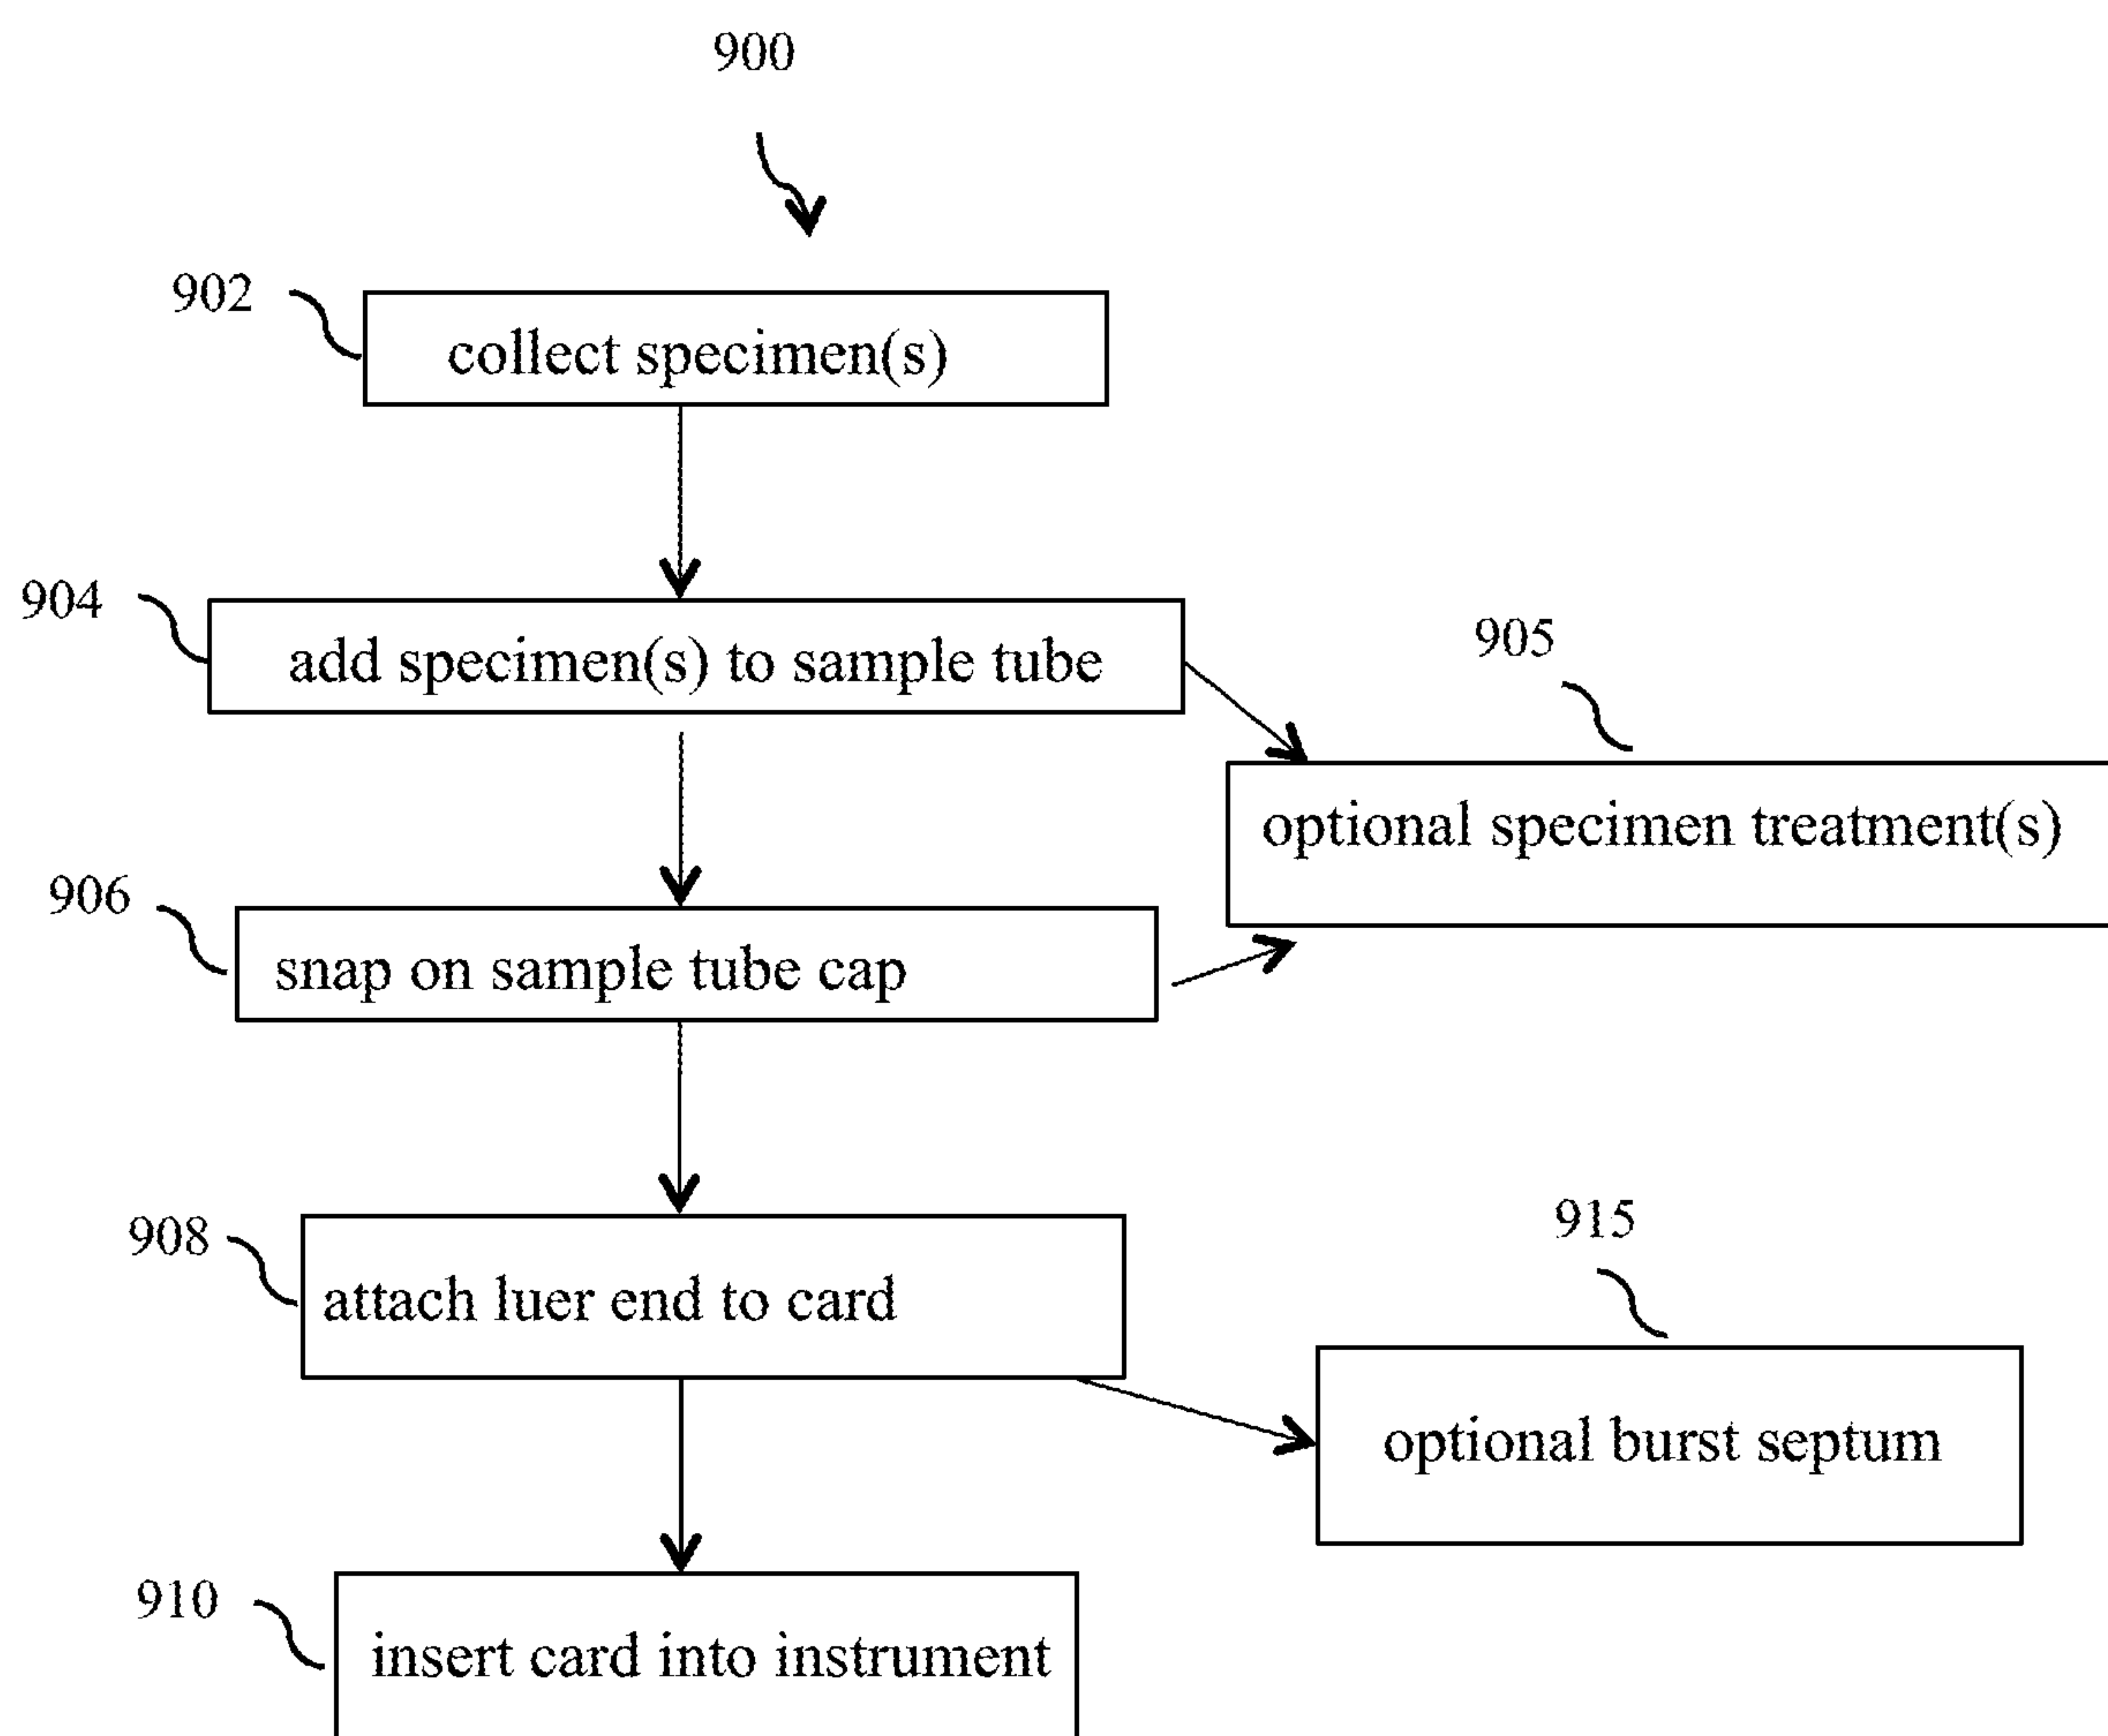 900
902
collect specimen(s)
904
add specimen(s) to sample tube
905
optional specimen treatment(s)
906
snap on sample tube cap
908
attach luer end to card
915
optional burst septum
910
insert card into instrument